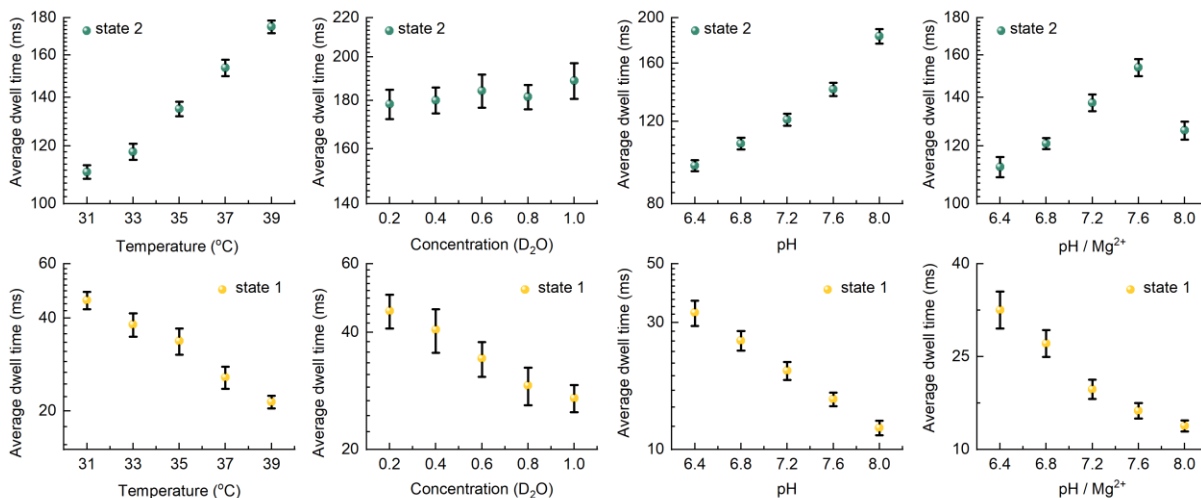 Average dwell time (ms)
180
160
140
120
100
state 2
31 33 35 37 39
Temperature (°C)
Average dwell time (ms)
220
200
180
160
140
state 2
0.2 0.4 0.6 0.8 1.0
Concentration (D₂O)
Average dwell time (ms)
200
180
160
140
120
100
80
state 2
6.4 6.8 7.2 7.6 8.0
pH
Average dwell time (ms)
180
160
140
120
100
state 2
6.4 6.8 7.2 7.6 8.0
pH / Mg²⁺
Average dwell time (ms)
60
40
20
state 1
31 33 35 37 39
Temperature (°C)
Average dwell time (ms)
60
40
20
state 1
0.2 0.4 0.6 0.8 1.0
Concentration (D₂O)
Average dwell time (ms)
50
30
10
state 1
6.4 6.8 7.2 7.6 8.0
pH
Average dwell time (ms)
40
25
10
state 1
6.4 6.8 7.2 7.6 8.0
pH / Mg²⁺